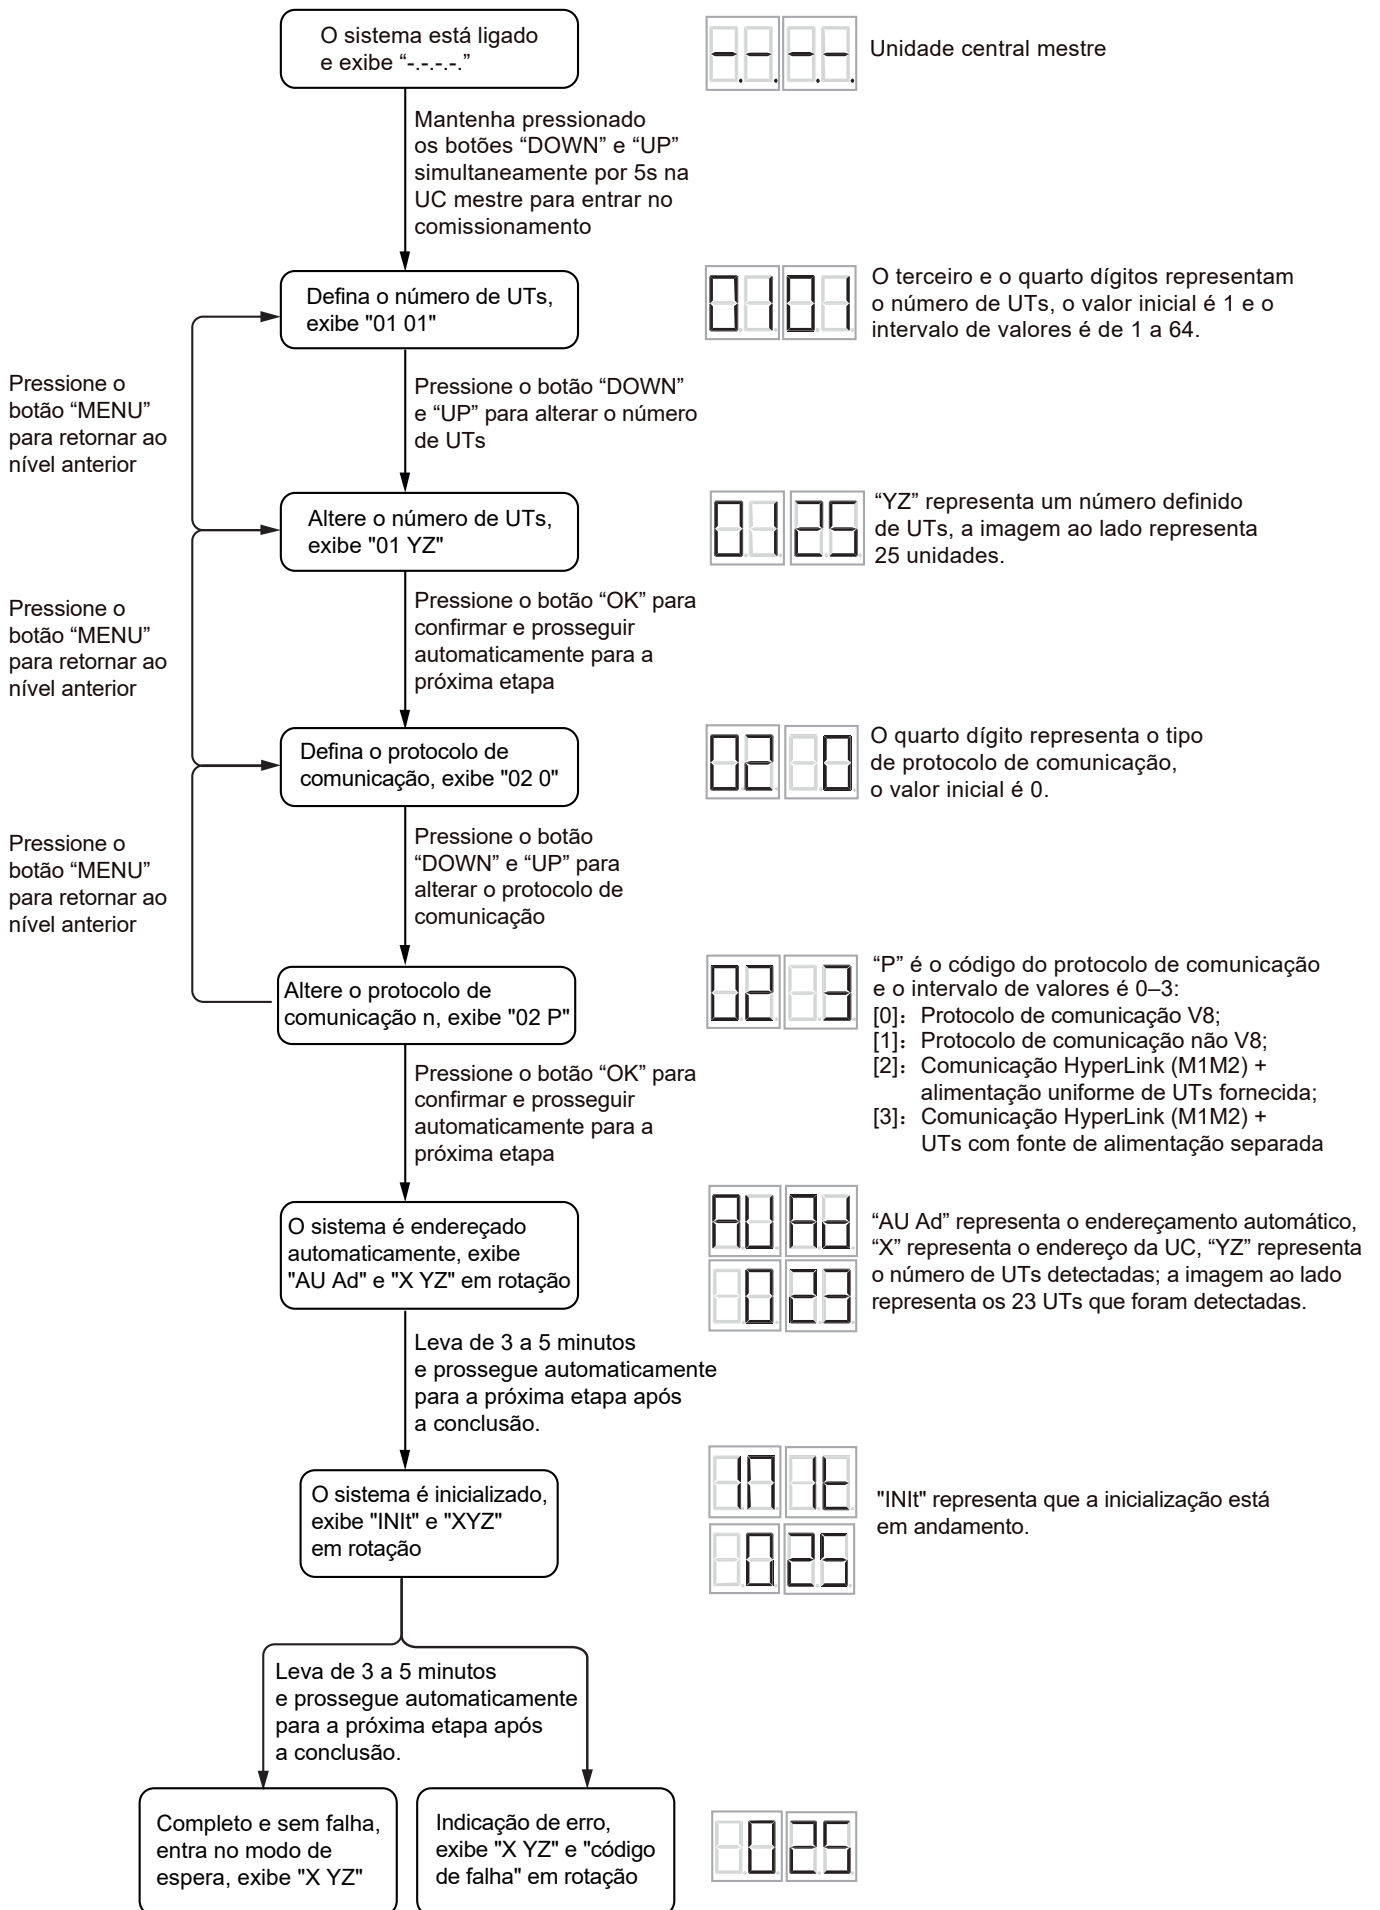 O sistema está ligado
e exibe “-.-.-.-.”
-.-.-.-.
Unidade central mestre
Mantenha pressionado
os botões “DOWN” e “UP”
simultaneamente por 5s na
UC mestre para entrar no
comissionamento
Defina o número de UTs,
exibe "01 01"
0101
O terceiro e o quarto dígitos representam
o número de UTs, o valor inicial é 1 e o
intervalo de valores é de 1 a 64.
Pressione o
botão “MENU”
para retornar ao
nível anterior
Pressione o botão “DOWN”
e “UP” para alterar o número
de UTs
Altere o número de UTs,
exibe "01 YZ"
0125
“YZ” representa um número definido
de UTs, a imagem ao lado representa
25 unidades.
Pressione o
botão “MENU”
para retornar ao
nível anterior
Pressione o botão “OK” para
confirmar e prosseguir
automaticamente para a
próxima etapa
Defina o protocolo de
comunicação, exibe "02 0"
02 0
O quarto dígito representa o tipo
de protocolo de comunicação,
o valor inicial é 0.
Pressione o
botão “MENU”
para retornar ao
nível anterior
Pressione o botão
“DOWN” e “UP” para
alterar o protocolo de
comunicação
Altere o protocolo de
comunicação n, exibe "02 P"
02 3
“P” é o código do protocolo de comunicação
e o intervalo de valores é 0–3:
[0]: Protocolo de comunicação V8;
[1]: Protocolo de comunicação não V8;
[2]: Comunicação HyperLink (M1M2) +
alimentação uniforme de UTs fornecida;
[3]: Comunicação HyperLink (M1M2) +
UTs com fonte de alimentação separada
Pressione o botão “OK” para
confirmar e prosseguir
automaticamente para a
próxima etapa
O sistema é endereçado
automaticamente, exibe
"AU Ad" e "X YZ" em rotação
AU Ad
023
“AU Ad” representa o endereçamento automático,
“X” representa o endereço da UC, “YZ” representa
o número de UTs detectadas; a imagem ao lado
representa os 23 UTs que foram detectadas.
Leva de 3 a 5 minutos
e prossegue automaticamente
para a próxima etapa após
a conclusão.
O sistema é inicializado,
exibe "INIt" e "XYZ"
em rotação
INIt
025
"INIt" representa que a inicialização está
em andamento.
Leva de 3 a 5 minutos
e prossegue automaticamente
para a próxima etapa após
a conclusão.
Completo e sem falha,
entra no modo de
espera, exibe "X YZ"
Indicação de erro,
exibe "X YZ" e "código
de falha" em rotação
025